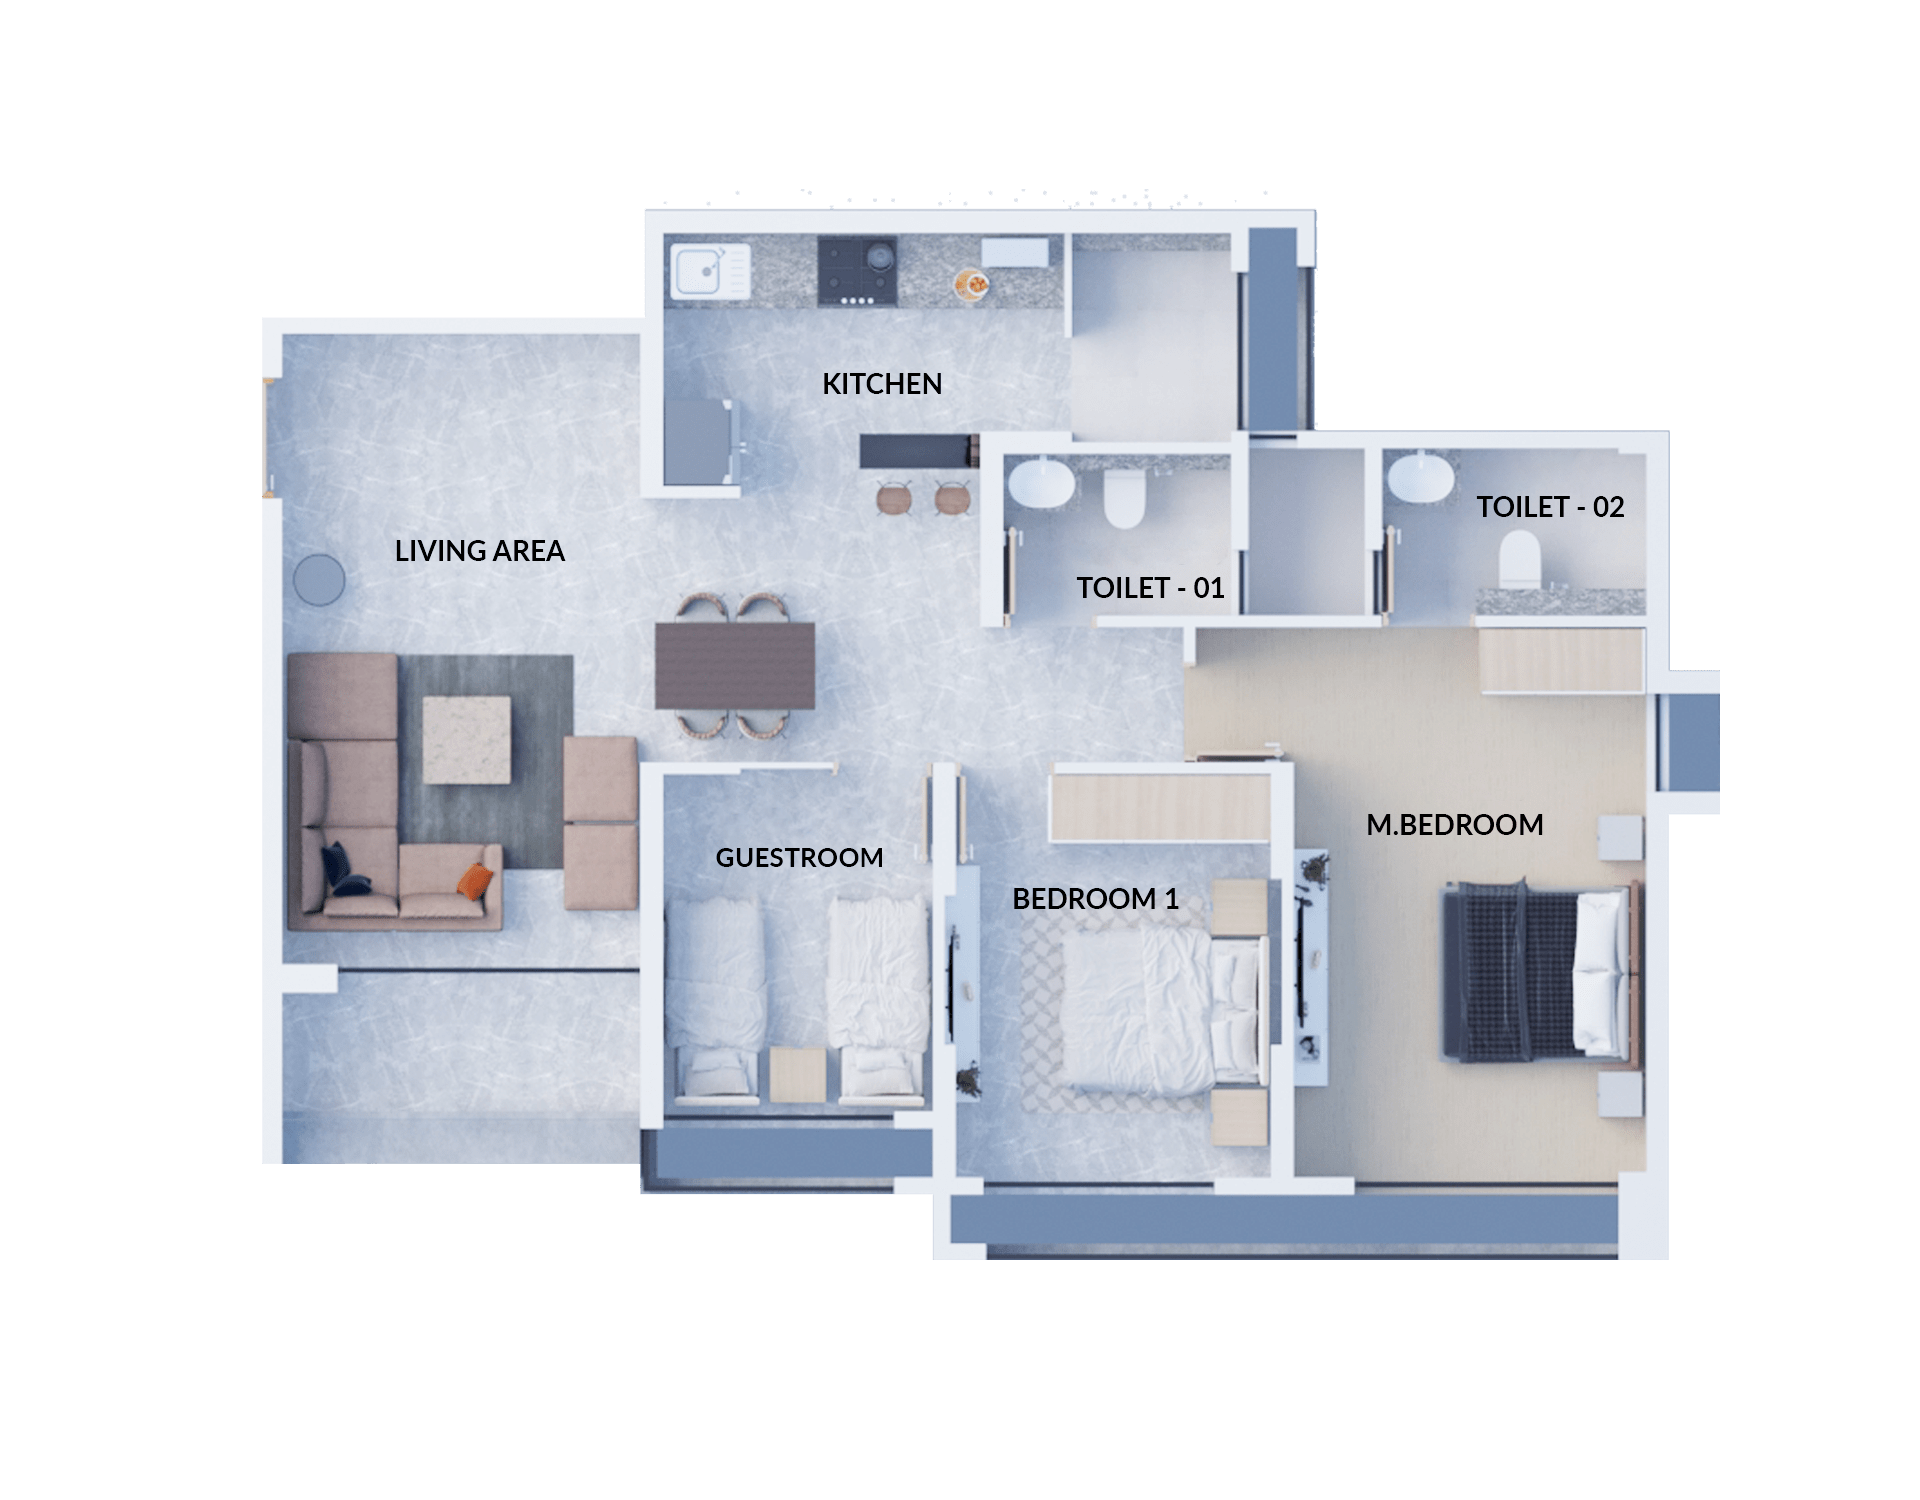 KITCHEN
LIVING AREA
TOILET - 01
TOILET - 02
GUESTROOM
BEDROOM 1
M.BEDROOM